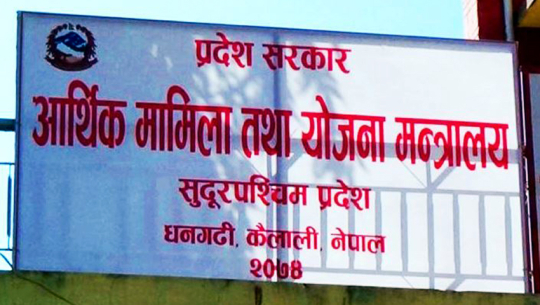 प्रदेश सरकार
आर्थिक मामिला तथा योजना मन्त्रालय
सुदूरपश्चिम प्रदेश
धनगढी, कैलाली, नेपाल
२०७४